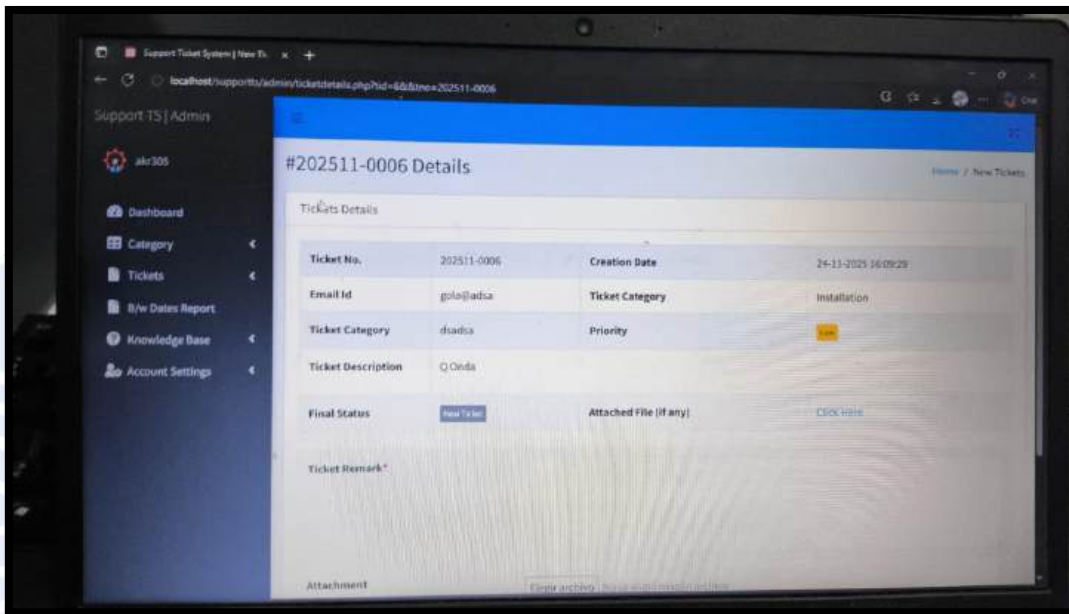 Support Ticket System | New Ti
localhost/supportts/admin/ticketdetails.php?tid=6&&tno=202511-0006
Support TS | Admin
akr305
#202511-0006 Details
Home / New Tickets
Dashboard
Tickets Details
Category
Ticket No. 202511-0006 Creation Date 24-11-2025 16:09:29
Tickets
Email Id gola@adsa Ticket Category Installation
B/w Dates Report
Ticket Category dsadsa Priority Low
Knowledge Base
Ticket Description Q Onda
Account Settings
Final Status New Ticket Attached File (if any) Click Here
Ticket Remark*
Attachment Elegir archivo